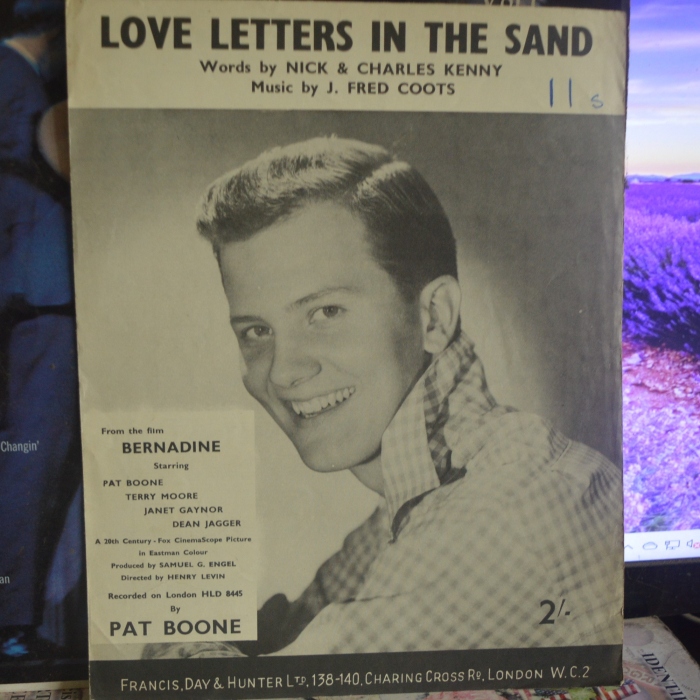 LOVE LETTERS IN THE SAND
Words by NICK & CHARLES KENNY
Music by J. FRED COOTS
11 s
From the film
BERNADINE
Starring
PAT BOONE
TERRY MOORE
JANET GAYNOR
DEAN JAGGER
A 20th Century-Fox CinemaScope Picture
in Eastman Colour
Produced by SAMUEL G. ENGEL
Directed by HENRY LEVIN
Recorded on London HLD 8445
By
PAT BOONE
2/-
FRANCIS, DAY & HUNTER LTD, 138-140, CHARING CROSS RD, LONDON W.C.2
Changin'
an